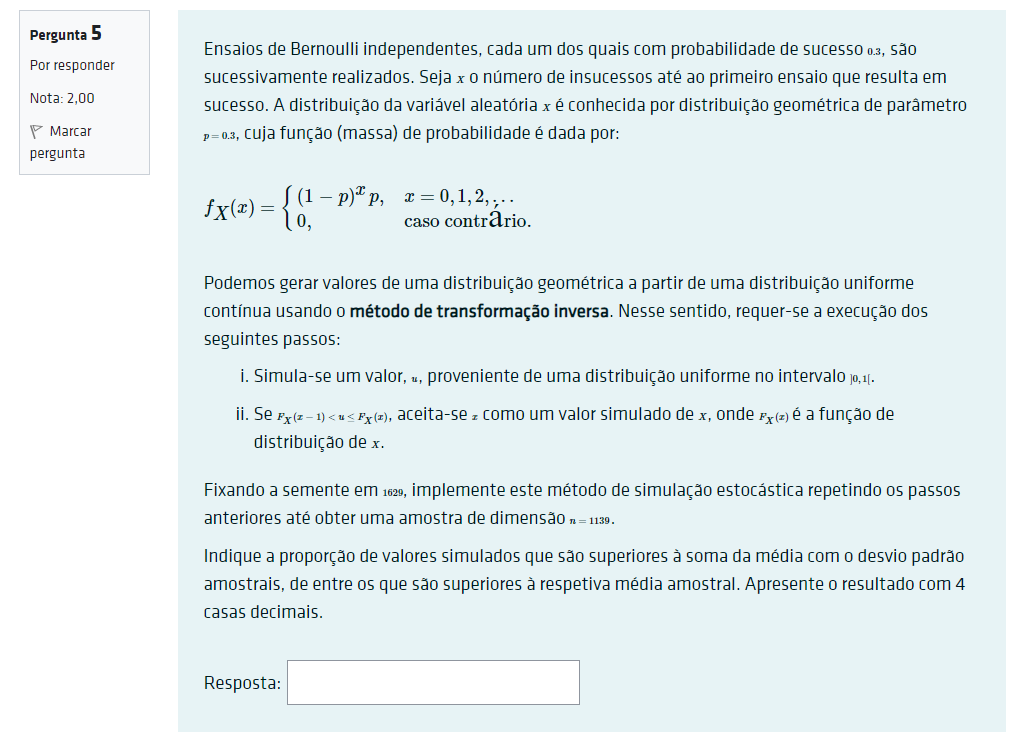 Pergunta 5
Por responder
Nota: 2,00
Marcar
pergunta
Ensaios de Bernoulli independentes, cada um dos quais com probabilidade de sucesso 0.3, são
sucessivamente realizados. Seja X o número de insucessos até ao primeiro ensaio que resulta em
sucesso. A distribuição da variável aleatória X é conhecida por distribuição geométrica de parâmetro
p = 0.3, cuja função (massa) de probabilidade é dada por:
f_X(x) = { (1 − p)^x p, x = 0, 1, 2, …
0, caso contrário.
Podemos gerar valores de uma distribuição geométrica a partir de uma distribuição uniforme
contínua usando o método de transformação inversa. Nesse sentido, requer-se a execução dos
seguintes passos:
i. Simula-se um valor, u, proveniente de uma distribuição uniforme no intervalo ]0,1[.
ii. Se F_X(x − 1) < u ≤ F_X(x), aceita-se x como um valor simulado de X, onde F_X(x) é a função de
distribuição de X.
Fixando a semente em 1629, implemente este método de simulação estocástica repetindo os passos
anteriores até obter uma amostra de dimensão n = 1139.
Indique a proporção de valores simulados que são superiores à soma da média com o desvio padrão
amostrais, de entre os que são superiores à respetiva média amostral. Apresente o resultado com 4
casas decimais.
Resposta: